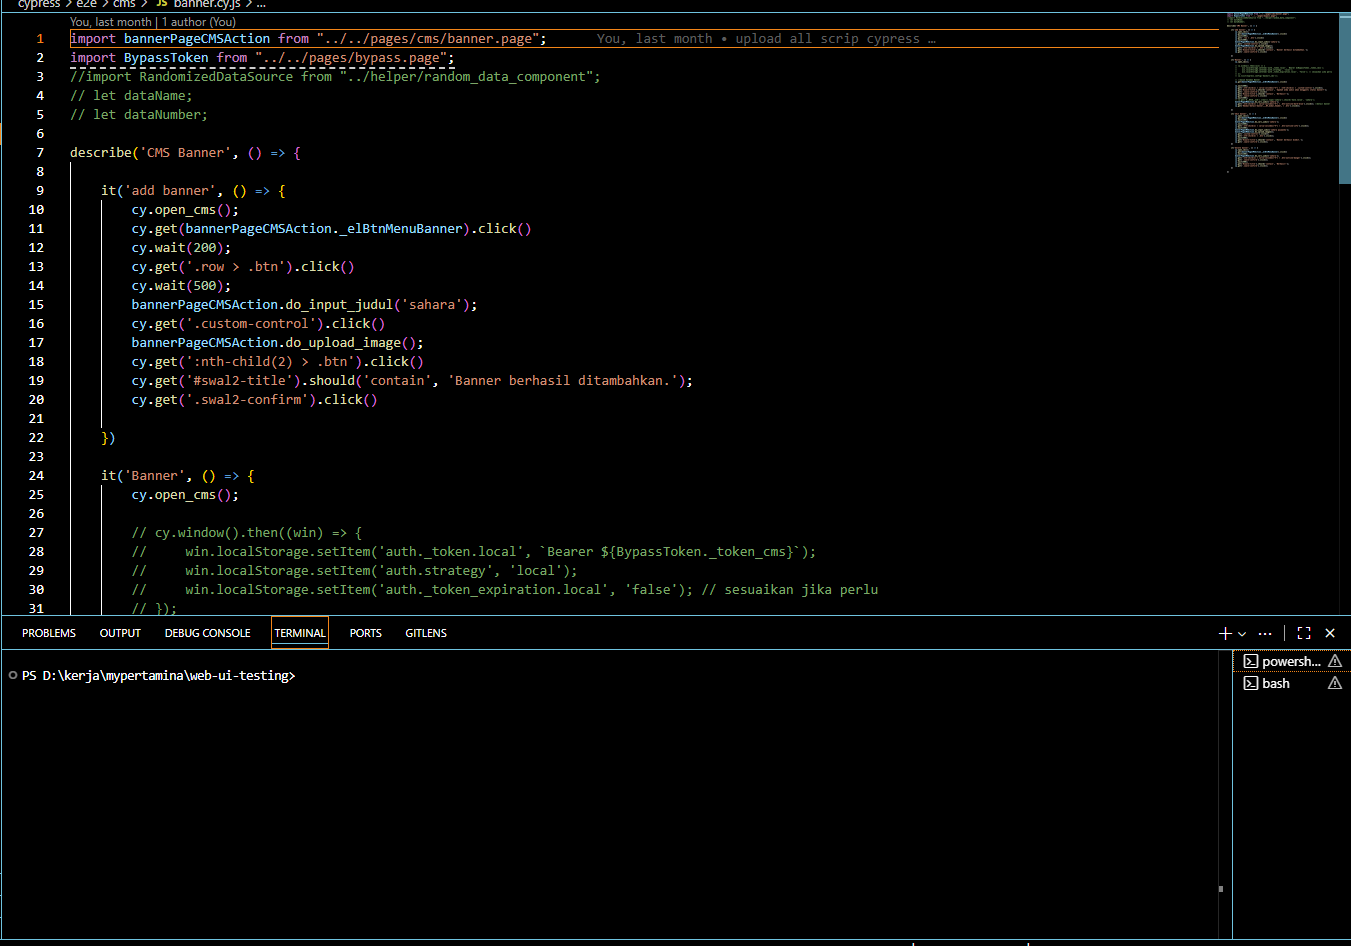 cypress > e2e > cms > JS banner.cy.js > ...
You, last month | 1 author (You)
1 import bannerPageCMSAction from "../../pages/cms/banner.page"; You, last month • upload all scrip cypress …
2 import BypassToken from "../../pages/bypass.page";
3 //import RandomizedDataSource from "../helper/random_data_component";
4 // let dataName;
5 // let dataNumber;
6
7 describe('CMS Banner', () => {
8
9 it('add banner', () => {
10 cy.open_cms();
11 cy.get(bannerPageCMSAction._elBtnMenuBanner).click()
12 cy.wait(200);
13 cy.get('.row > .btn').click()
14 cy.wait(500);
15 bannerPageCMSAction.do_input_judul('sahara');
16 cy.get('.custom-control').click()
17 bannerPageCMSAction.do_upload_image();
18 cy.get(':nth-child(2) > .btn').click()
19 cy.get('#swal2-title').should('contain', 'Banner berhasil ditambahkan.');
20 cy.get('.swal2-confirm').click()
21
22 })
23
24 it('Banner', () => {
25 cy.open_cms();
26
27 // cy.window().then((win) => {
28 // win.localStorage.setItem('auth._token.local', `Bearer ${BypassToken._token_cms}`);
29 // win.localStorage.setItem('auth.strategy', 'local');
30 // win.localStorage.setItem('auth._token_expiration.local', 'false'); // sesuaikan jika perlu
31 // });
PROBLEMS OUTPUT DEBUG CONSOLE TERMINAL PORTS GITLENS
PS D:\kerja\mypertamina\web-ui-testing>
powersh...
bash